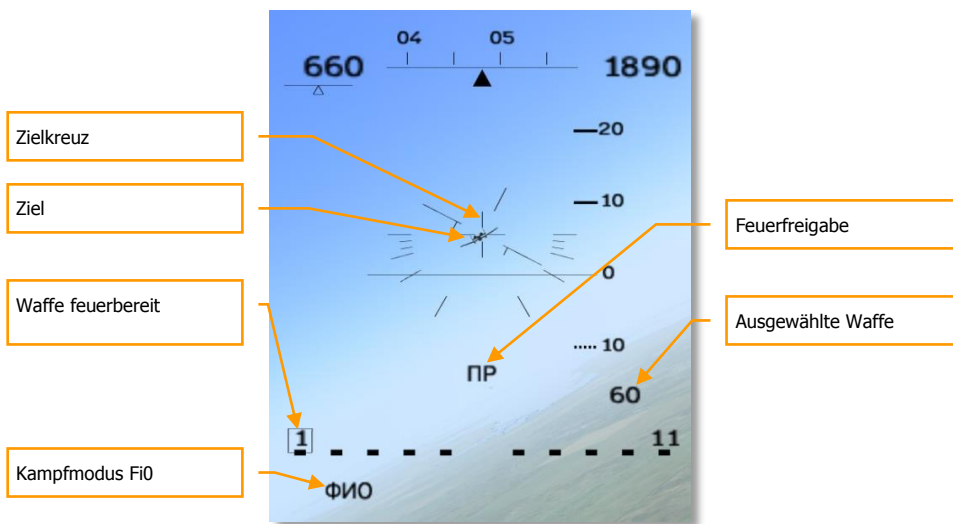 04 05
660
1890
20
Zielkreuz
10
Ziel
Feuerfreigabe
0
Waffe feuerbereit
Ausgewählte Waffe
10
ПР
60
1
11
Kampfmodus Fi0
ФИО